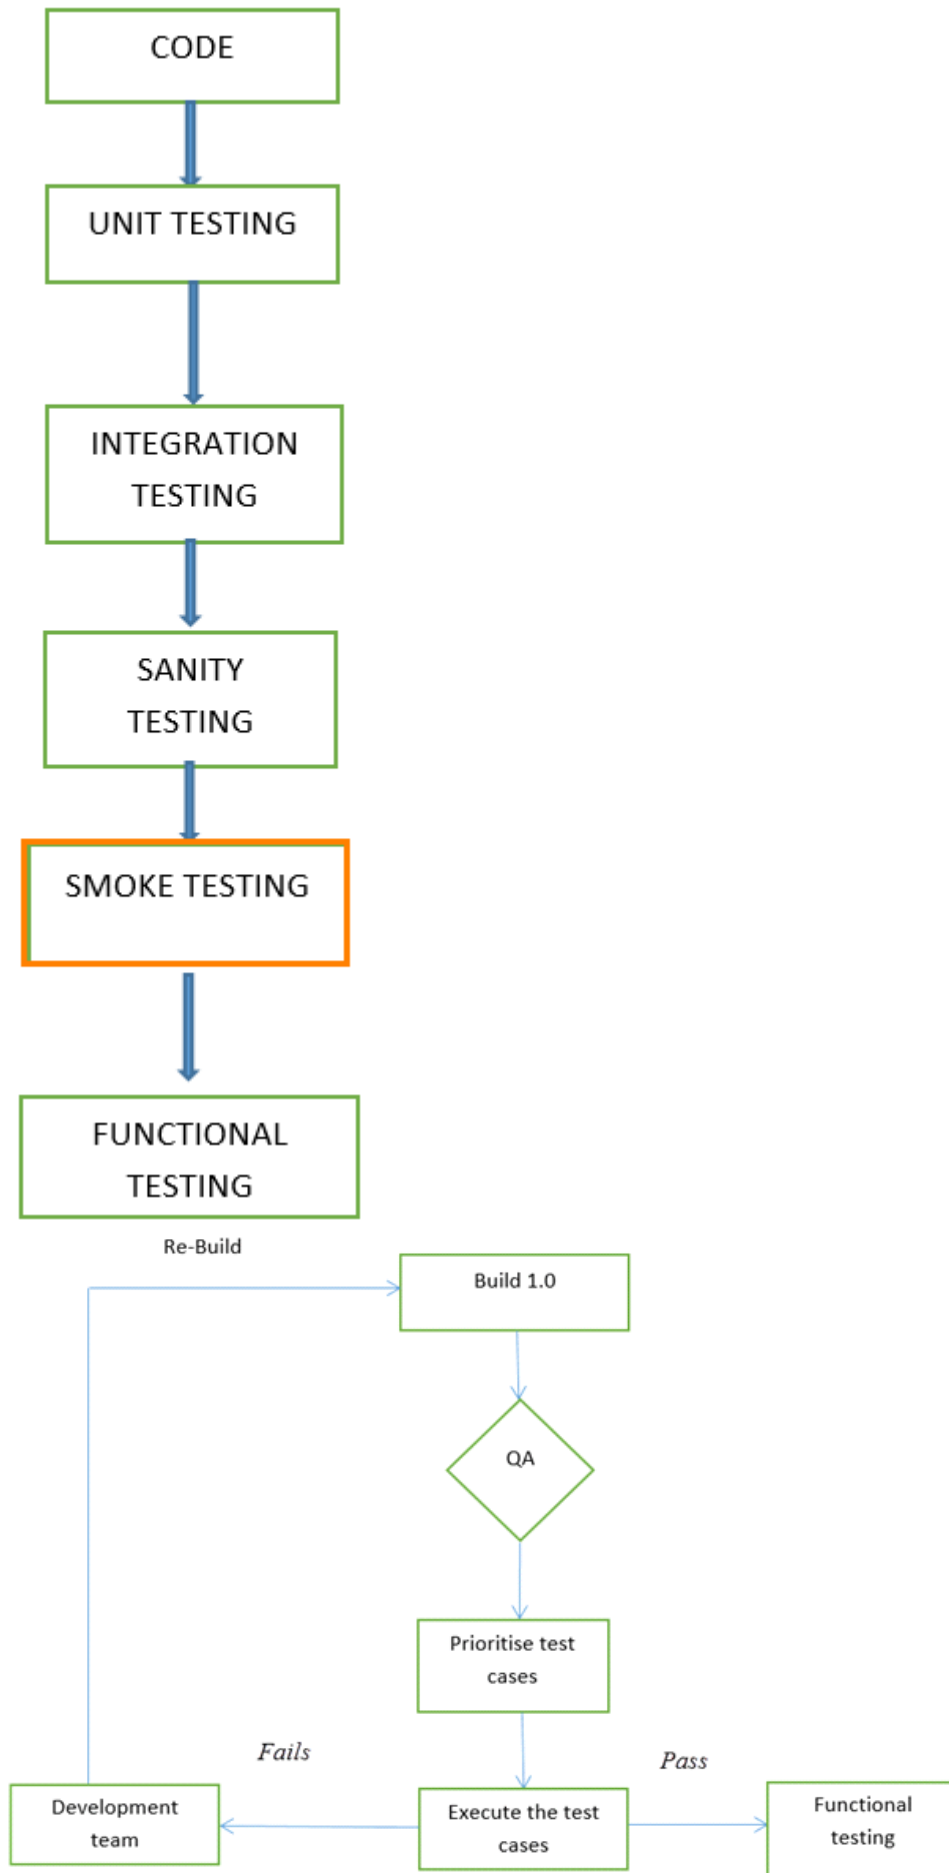 CODE
UNIT TESTING
INTEGRATION
TESTING
SANITY
TESTING
SMOKE TESTING
FUNCTIONAL
TESTING
Re-Build
Build 1.0
QA
Prioritise test
cases
Fails
Pass
Development
team
Execute the test
cases
Functional
testing